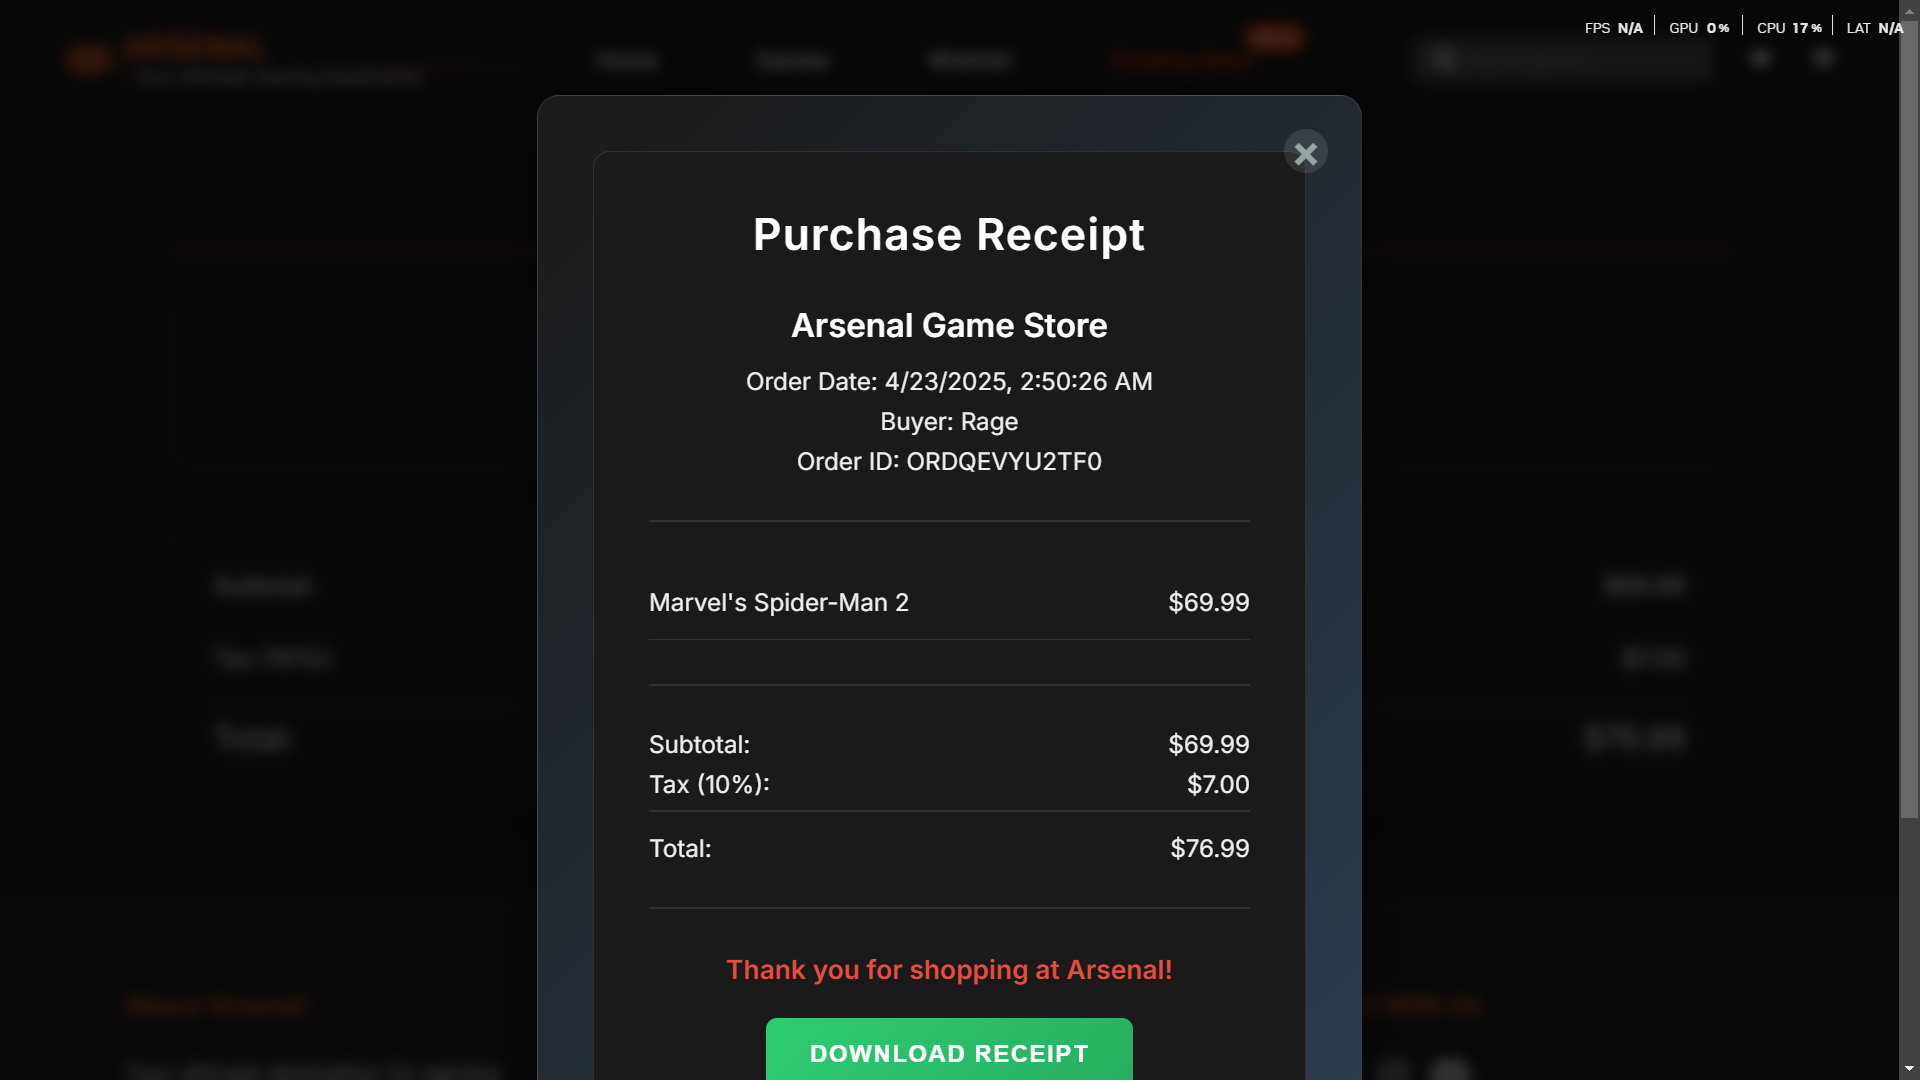 FPS N/A | GPU 0% | CPU 17% | LAT N/A
Purchase Receipt
Arsenal Game Store
Order Date: 4/23/2025, 2:50:26 AM
Buyer: Rage
Order ID: ORDQEVYU2TF0
Marvel's Spider-Man 2 $69.99
Subtotal: $69.99
Tax (10%): $7.00
Total: $76.99
Thank you for shopping at Arsenal!
DOWNLOAD RECEIPT